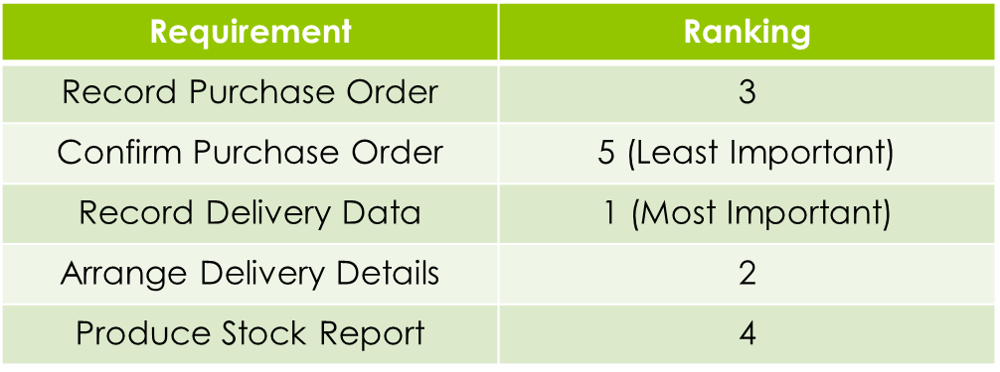 Requirement Ranking
Record Purchase Order 3
Confirm Purchase Order 5 (Least Important)
Record Delivery Data 1 (Most Important)
Arrange Delivery Details 2
Produce Stock Report 4